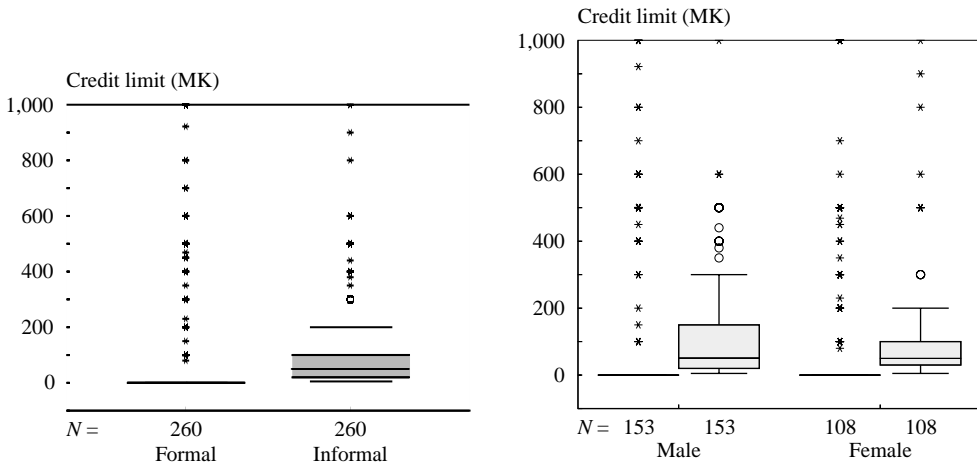 Credit limit (MK)
1,000
800
600
400
200
0
N = 260 260
Formal Informal
Credit limit (MK)
1,000
800
600
400
200
0
N = 153 153 108 108
Male Female